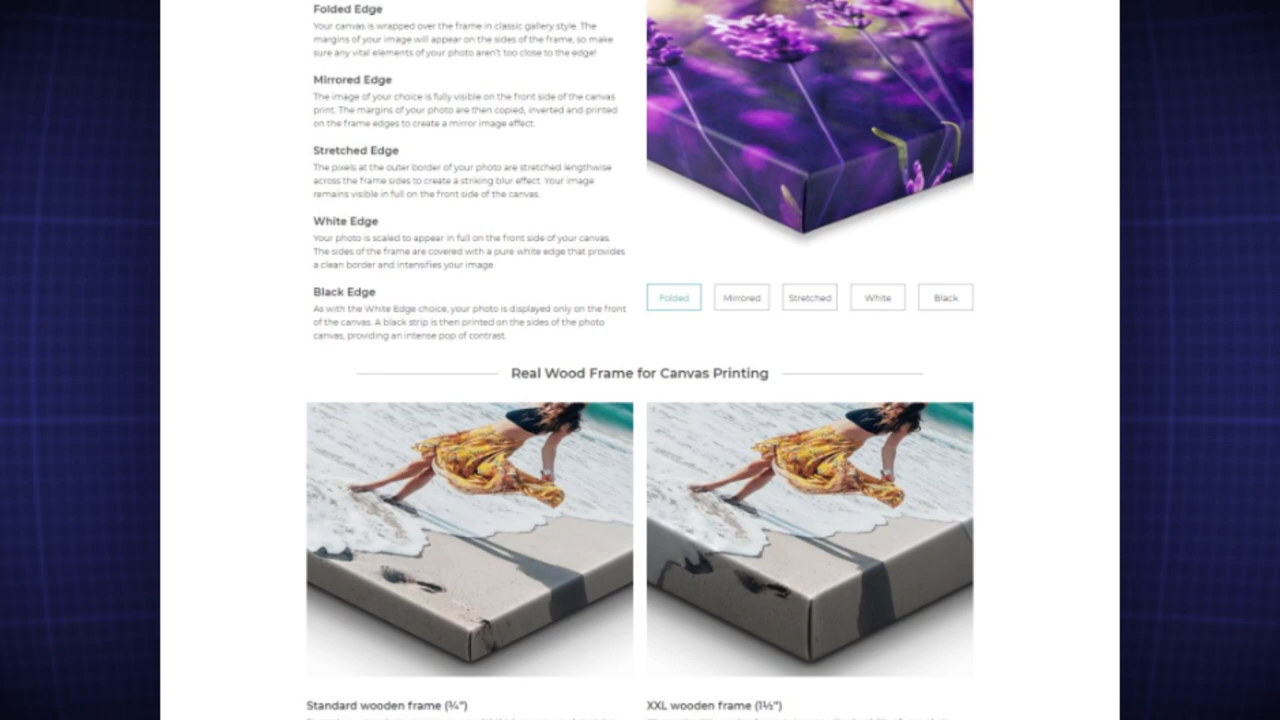 Folded Edge
Your canvas is wrapped over the frame in classic gallery style. The
margins of your image will appear on the sides of the frame, so make
sure any vital elements of your photo aren't too close to the edge!
Mirrored Edge
The image of your choice is fully visible on the front side of the canvas
print. The margins of your photo are then copied, inverted and printed
on the frame edges to create a mirror image effect.
Stretched Edge
The pixels at the outer border of your photo are stretched lengthwise
across the frame sides to create a striking blur effect. Your image
remains visible in full on the front side of the canvas.
White Edge
Your photo is scaled to appear in full on the front side of your canvas.
The sides of the frame are covered with a pure white edge that provides
a clean border and intensifies your image.
Black Edge
As with the White Edge choice, your photo is displayed only on the front
of the canvas. A black strip is then printed on the sides of the photo
canvas, providing an intense pop of contrast.
Folded
Mirrored
Stretched
White
Black
Real Wood Frame for Canvas Printing
Standard wooden frame (¾")
XXL wooden frame (1½")